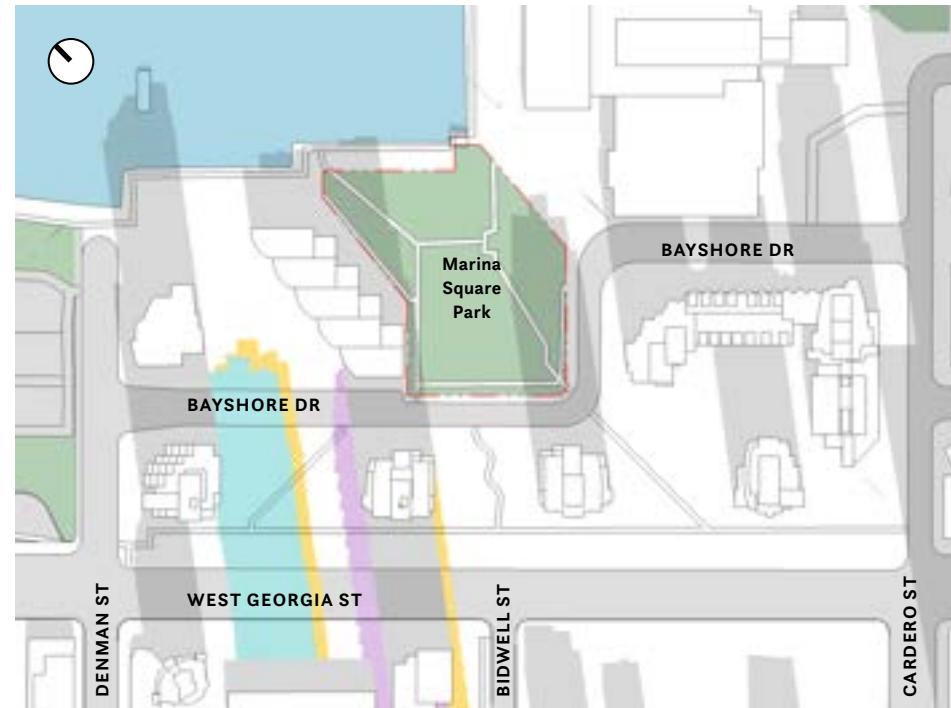 BAYSHORE DR
Marina
Square
Park
BAYSHORE DR
WEST GEORGIA ST
DENMAN ST
BIDWELL ST
CARDERO ST